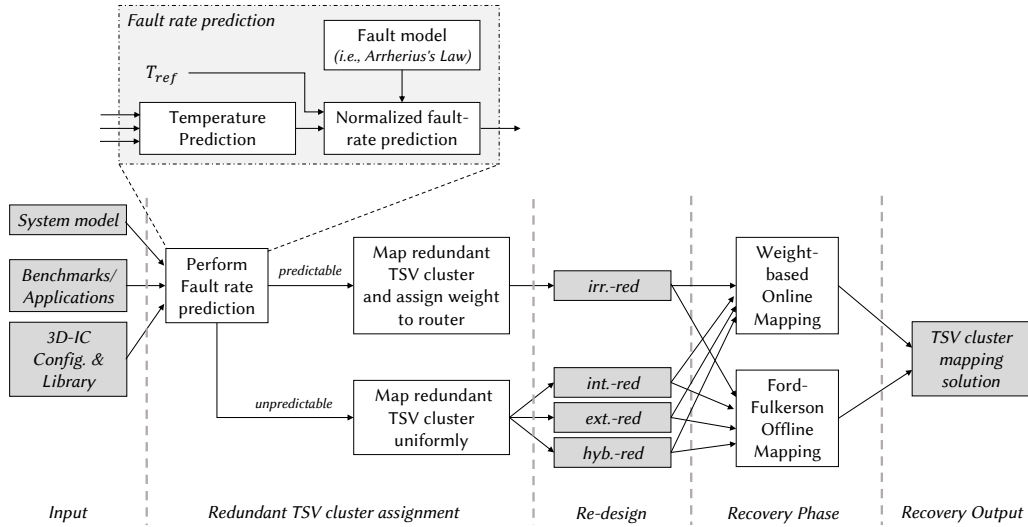 Fault rate prediction
Fault model
(i.e., Arrherius's Law)
T_ref
Temperature
Prediction
Normalized fault-
rate prediction
System model
Benchmarks/
Applications
3D-IC
Config. &
Library
Perform
Fault rate
prediction
predictable
unpredictable
Map redundant
TSV cluster
and assign weight
to router
Map redundant
TSV cluster
uniformly
irr.-red
int.-red
ext.-red
hyb.-red
Weight-
based
Online
Mapping
Ford-
Fulkerson
Offline
Mapping
TSV cluster
mapping
solution
Input
Redundant TSV cluster assignment
Re-design
Recovery Phase
Recovery Output